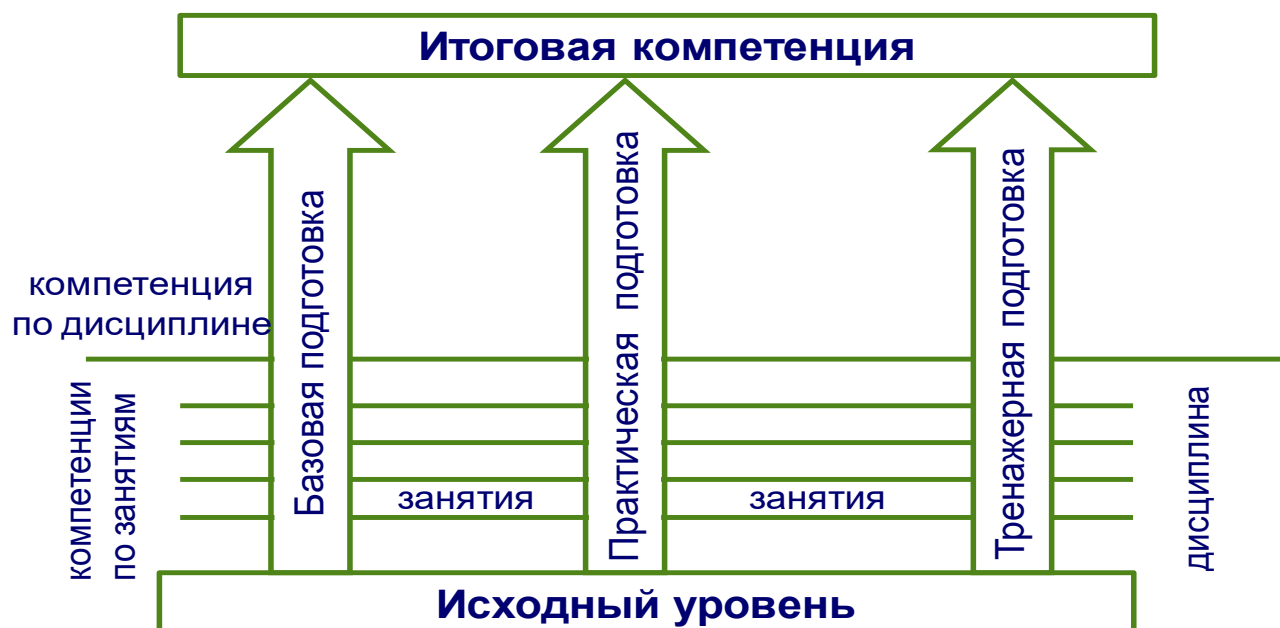 Итоговая компетенция
Базовая подготовка
Практическая подготовка
Тренажерная подготовка
компетенция
по дисциплине
компетенции
по занятиям
занятия
занятия
дисциплина
Исходный уровень